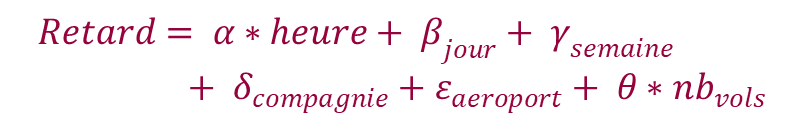 Retard = α * heure + β_jour + γ_semaine
+ δ_compagnie + ε_aeroport + θ * nb_vols